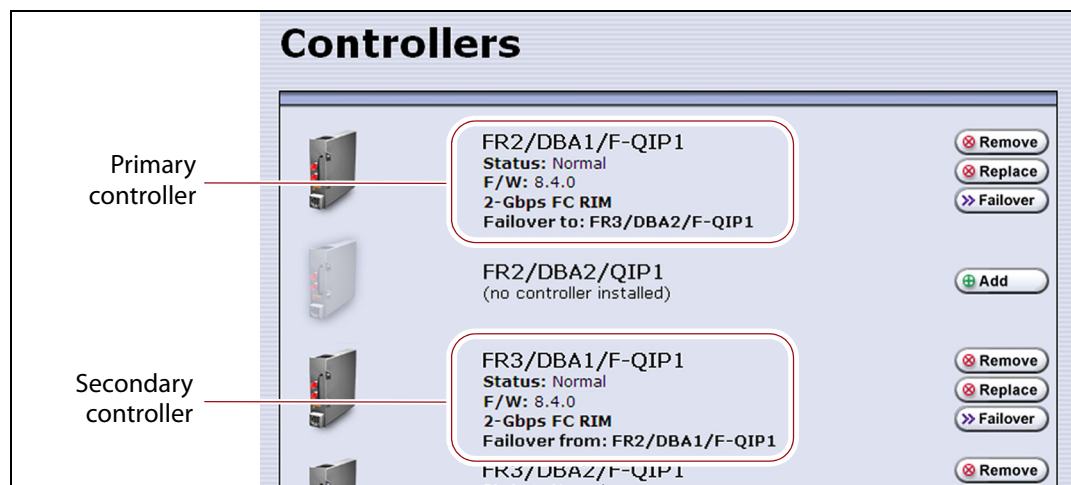 Controllers
Primary
controller
FR2/DBA1/F-QIP1
Status: Normal
F/W: 8.4.0
2-Gbps FC RIM
Failover to: FR3/DBA2/F-QIP1
Remove
Replace
Failover
FR2/DBA2/QIP1
(no controller installed)
Add
Secondary
controller
FR3/DBA1/F-QIP1
Status: Normal
F/W: 8.4.0
2-Gbps FC RIM
Failover from: FR2/DBA1/F-QIP1
Remove
Replace
Failover
FR3/DBA2/F-QIP1
Remove